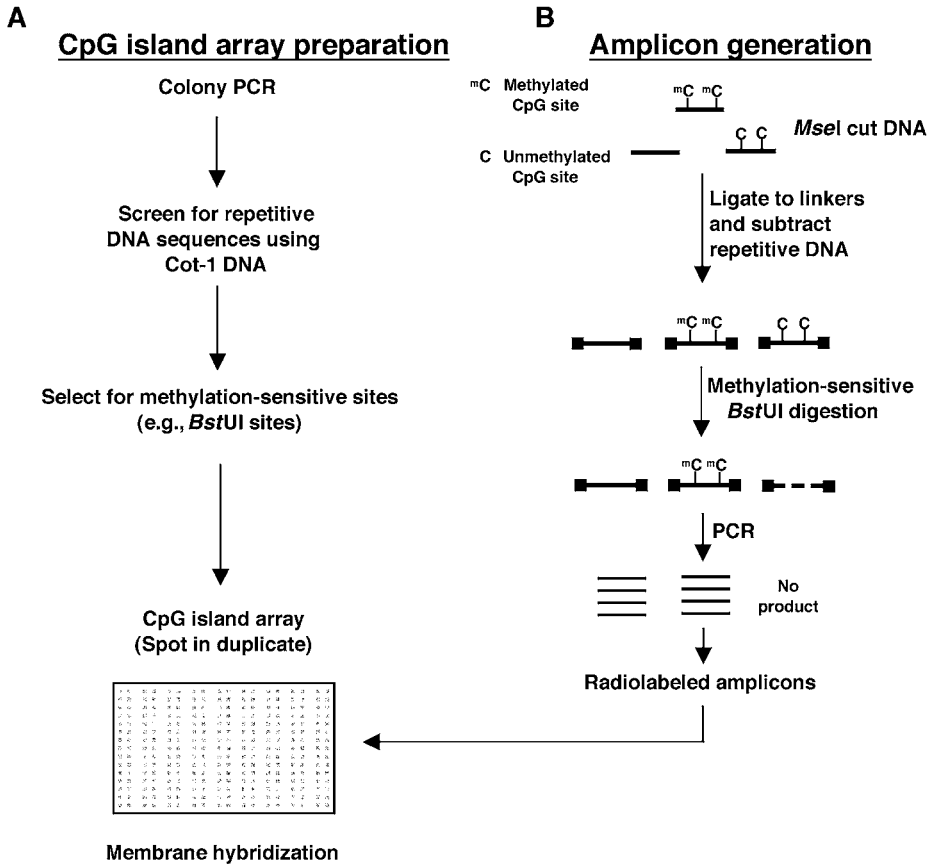 A
CpG island array preparation
Colony PCR
Screen for repetitive
DNA sequences using
Cot-1 DNA
Select for methylation-sensitive sites
(e.g., BstUI sites)
CpG island array
(Spot in duplicate)
Membrane hybridization
B
Amplicon generation
mC Methylated
CpG site
mC mC
MseI cut DNA
C C
C Unmethylated
CpG site
Ligate to linkers
and subtract
repetitive DNA
mC mC
C C
Methylation-sensitive
BstUI digestion
mC mC
PCR
No
product
Radiolabeled amplicons